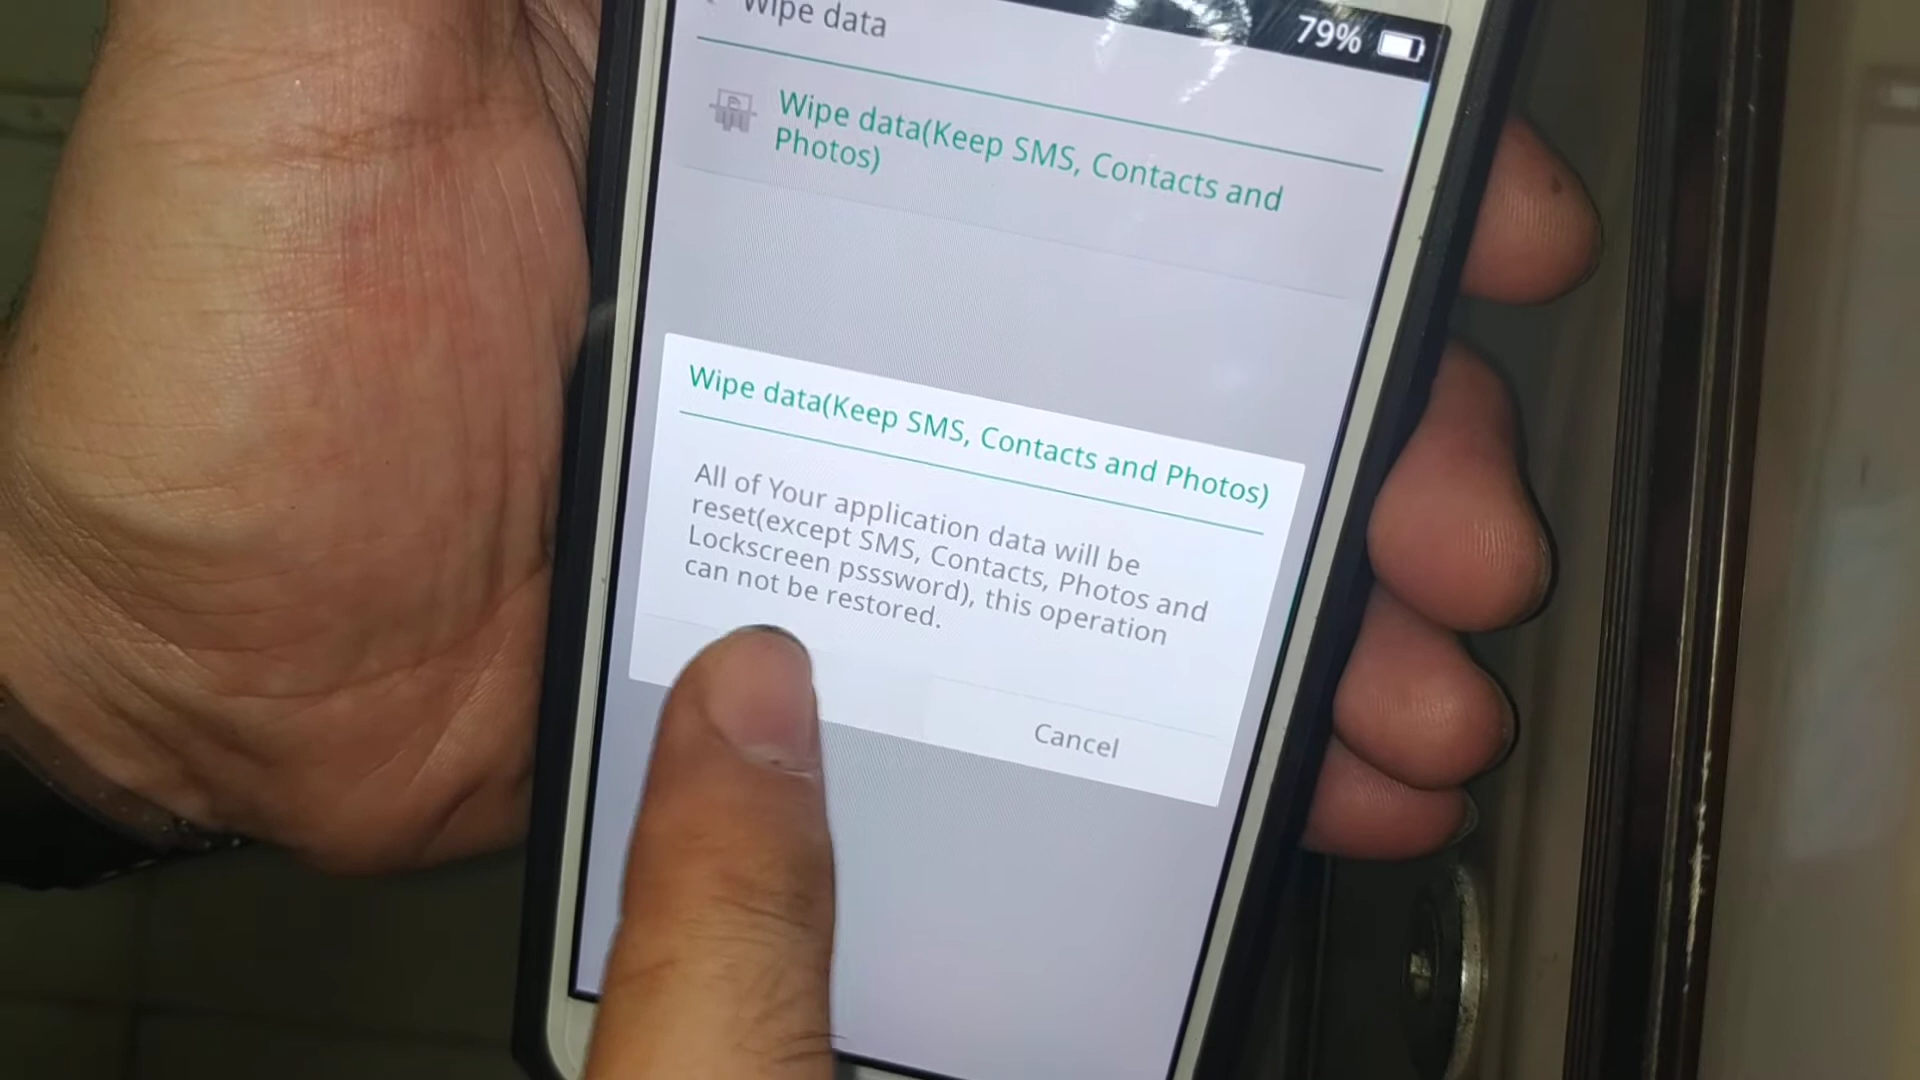 Wipe data
79%
Wipe data(Keep SMS, Contacts and
Photos)
Wipe data(Keep SMS, Contacts and Photos)
All of Your application data will be
reset(except SMS, Contacts, Photos and
Lockscreen psssword), this operation
can not be restored.
Cancel